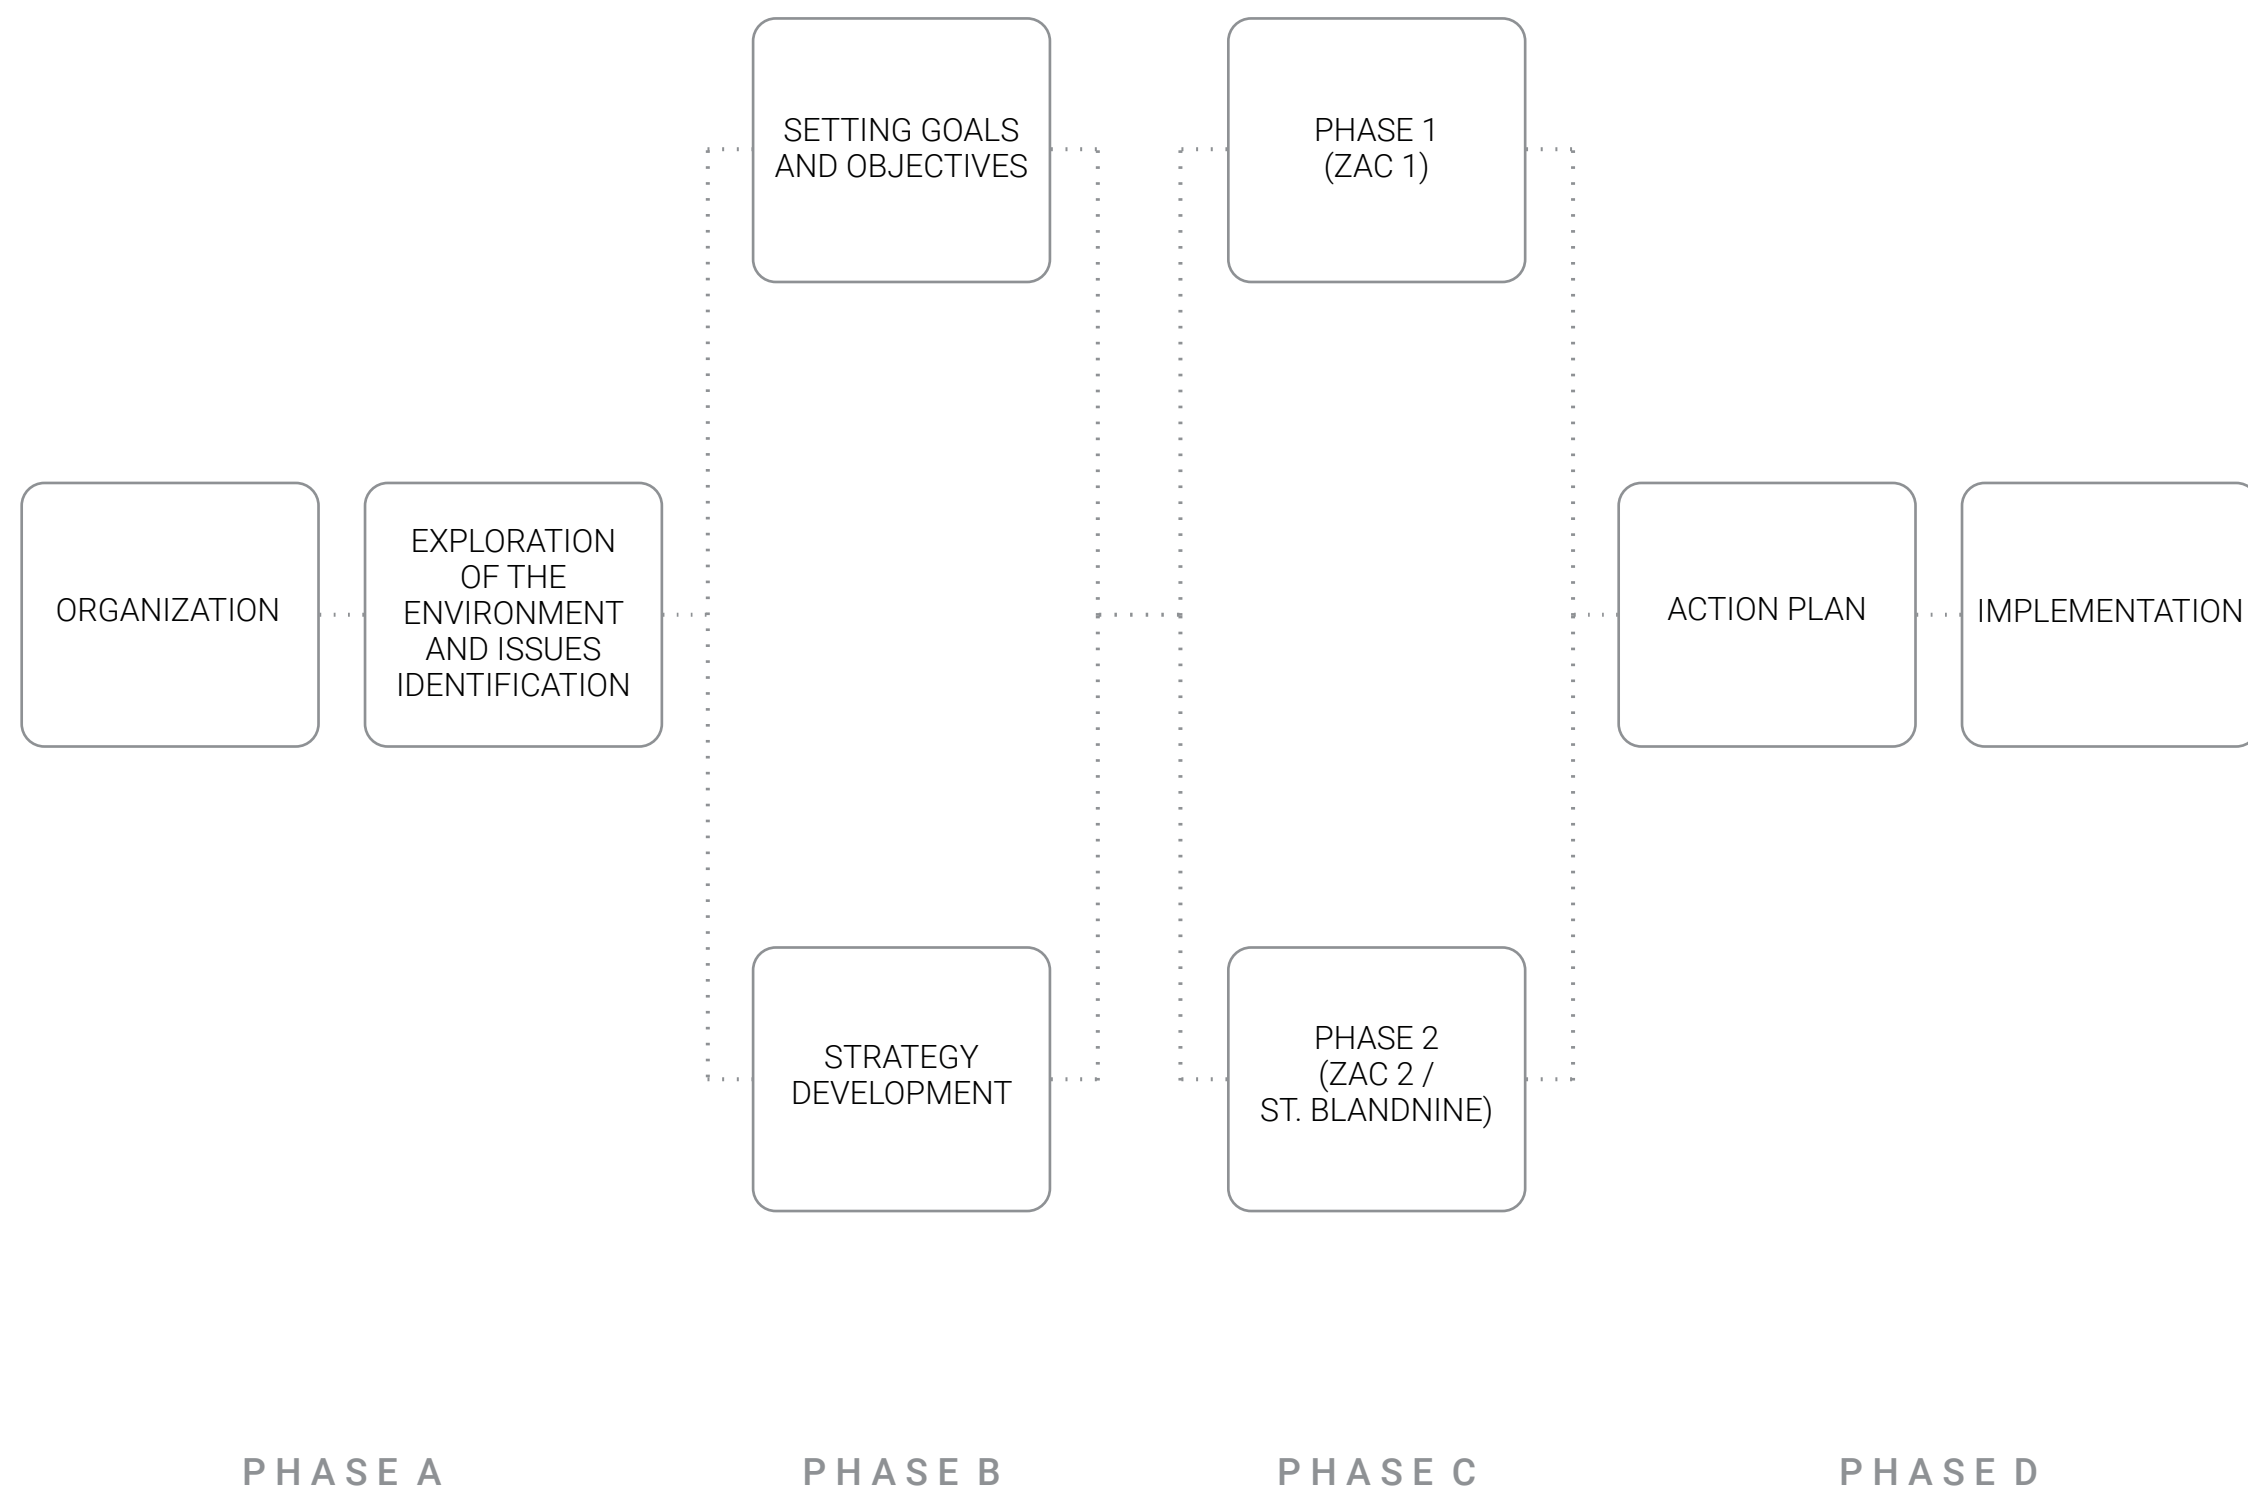 SETTING GOALS
AND OBJECTIVES
PHASE 1
(ZAC 1)
ORGANIZATION
EXPLORATION
OF THE
ENVIRONMENT
AND ISSUES
IDENTIFICATION
ACTION PLAN
IMPLEMENTATION
STRATEGY
DEVELOPMENT
PHASE 2
(ZAC 2 /
ST. BLANDNINE)
PHASE A
PHASE B
PHASE C
PHASE D